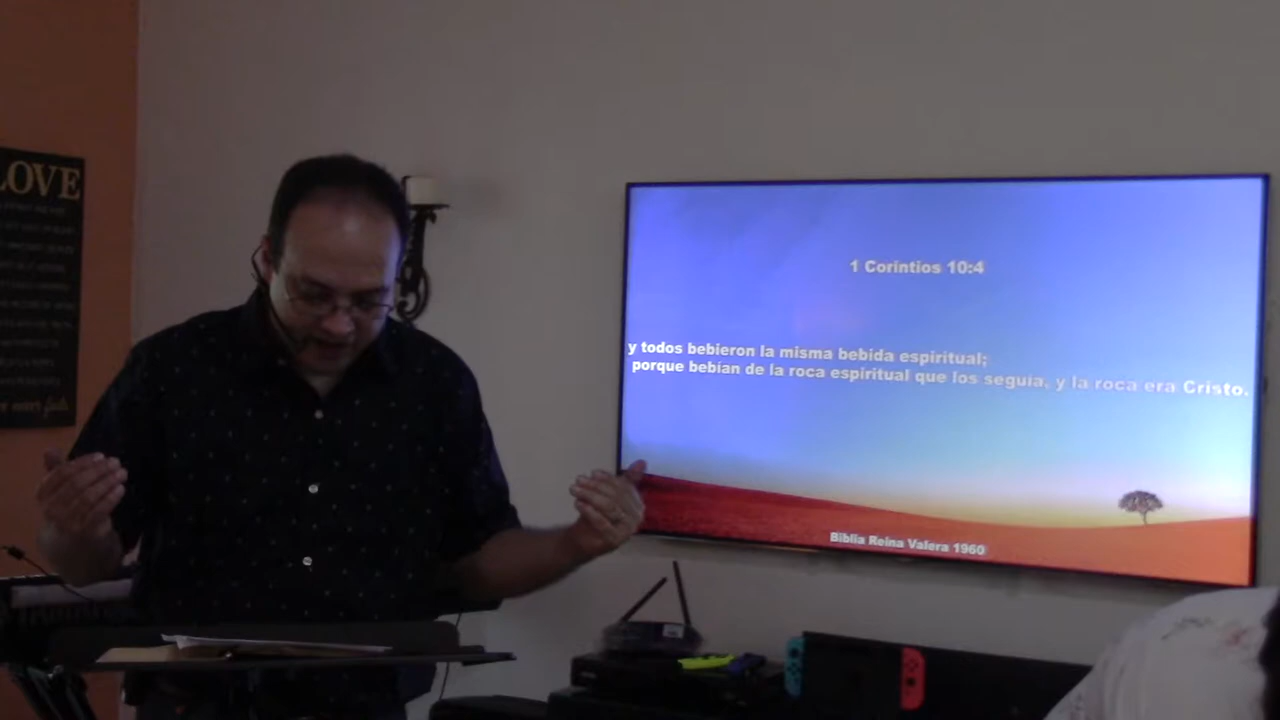 LOVE
1 Corintios 10:4
y todos bebieron la misma bebida espiritual;
porque bebían de la roca espiritual que los seguía, y la roca era Cristo.
Biblia Reina Valera 1960